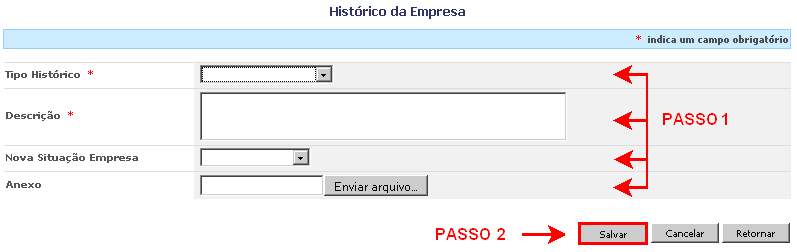 Histórico da Empresa
* indica um campo obrigatório
Tipo Histórico *
Descrição *
PASSO 1
Nova Situação Empresa
Anexo Enviar arquivo...
PASSO 2 Salvar Cancelar Retornar